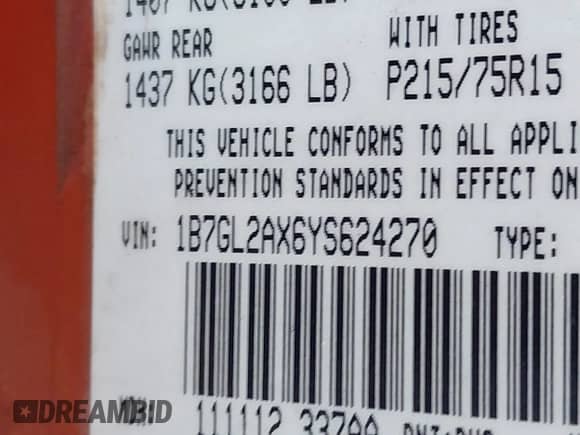 GAWR REAR WITH TIRES
1437 KG(3166 LB) P215/75R15
THIS VEHICLE CONFORMS TO ALL APPLI
PREVENTION STANDARDS IN EFFECT ON
VIN: 1B7GL2AX6YS624270 TYPE:
111112
DREAMBID